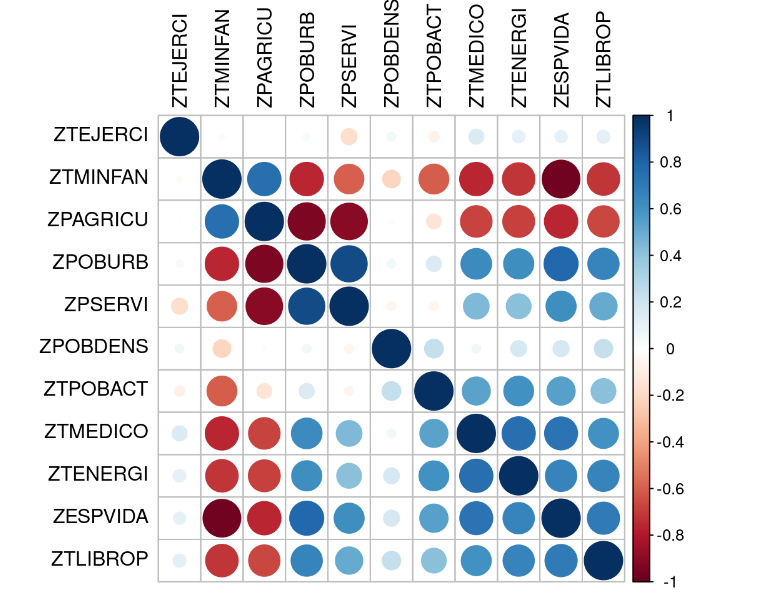 ZTEJERCI
ZTMINFAN
ZPAGRICU
ZPOBURB
ZPSERVI
ZPOBDENS
ZTPOBACT
ZTMEDICO
ZTENERGI
ZESPVIDA
ZTLIBROP
ZTEJERCI
ZTMINFAN
ZPAGRICU
ZPOBURB
ZPSERVI
ZPOBDENS
ZTPOBACT
ZTMEDICO
ZTENERGI
ZESPVIDA
ZTLIBROP
1
0.8
0.6
0.4
0.2
0
-0.2
-0.4
-0.6
-0.8
-1